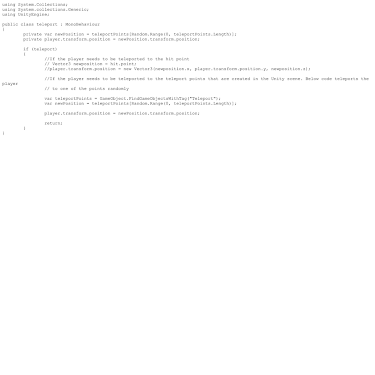 using System.Collections;
using System.Collections.Generic;
using UnityEngine;
public class teleport : MonoBehaviour
{
private var newPosition = teleportPoints[Random.Range(0, teleportPoints.Length)];
private player.transform.position = newPosition.transform.position;
if (teleport)
{
//If the player needs to be teleported to the hit point
// Vector3 newposition = hit.point;
//player.transform.position = new Vector3(newposition.x, player.transform.position.y, newposition.z);
//If the player needs to be teleported to the teleport points that are created in the Unity scene. Below code teleports the
player
// to one of the points randomly
var teleportPoints = GameObject.FindGameObjectsWithTag("Teleport");
var newPosition = teleportPoints[Random.Range(0, teleportPoints.Length)];
player.transform.position = newPosition.transform.position;
return;
}
}